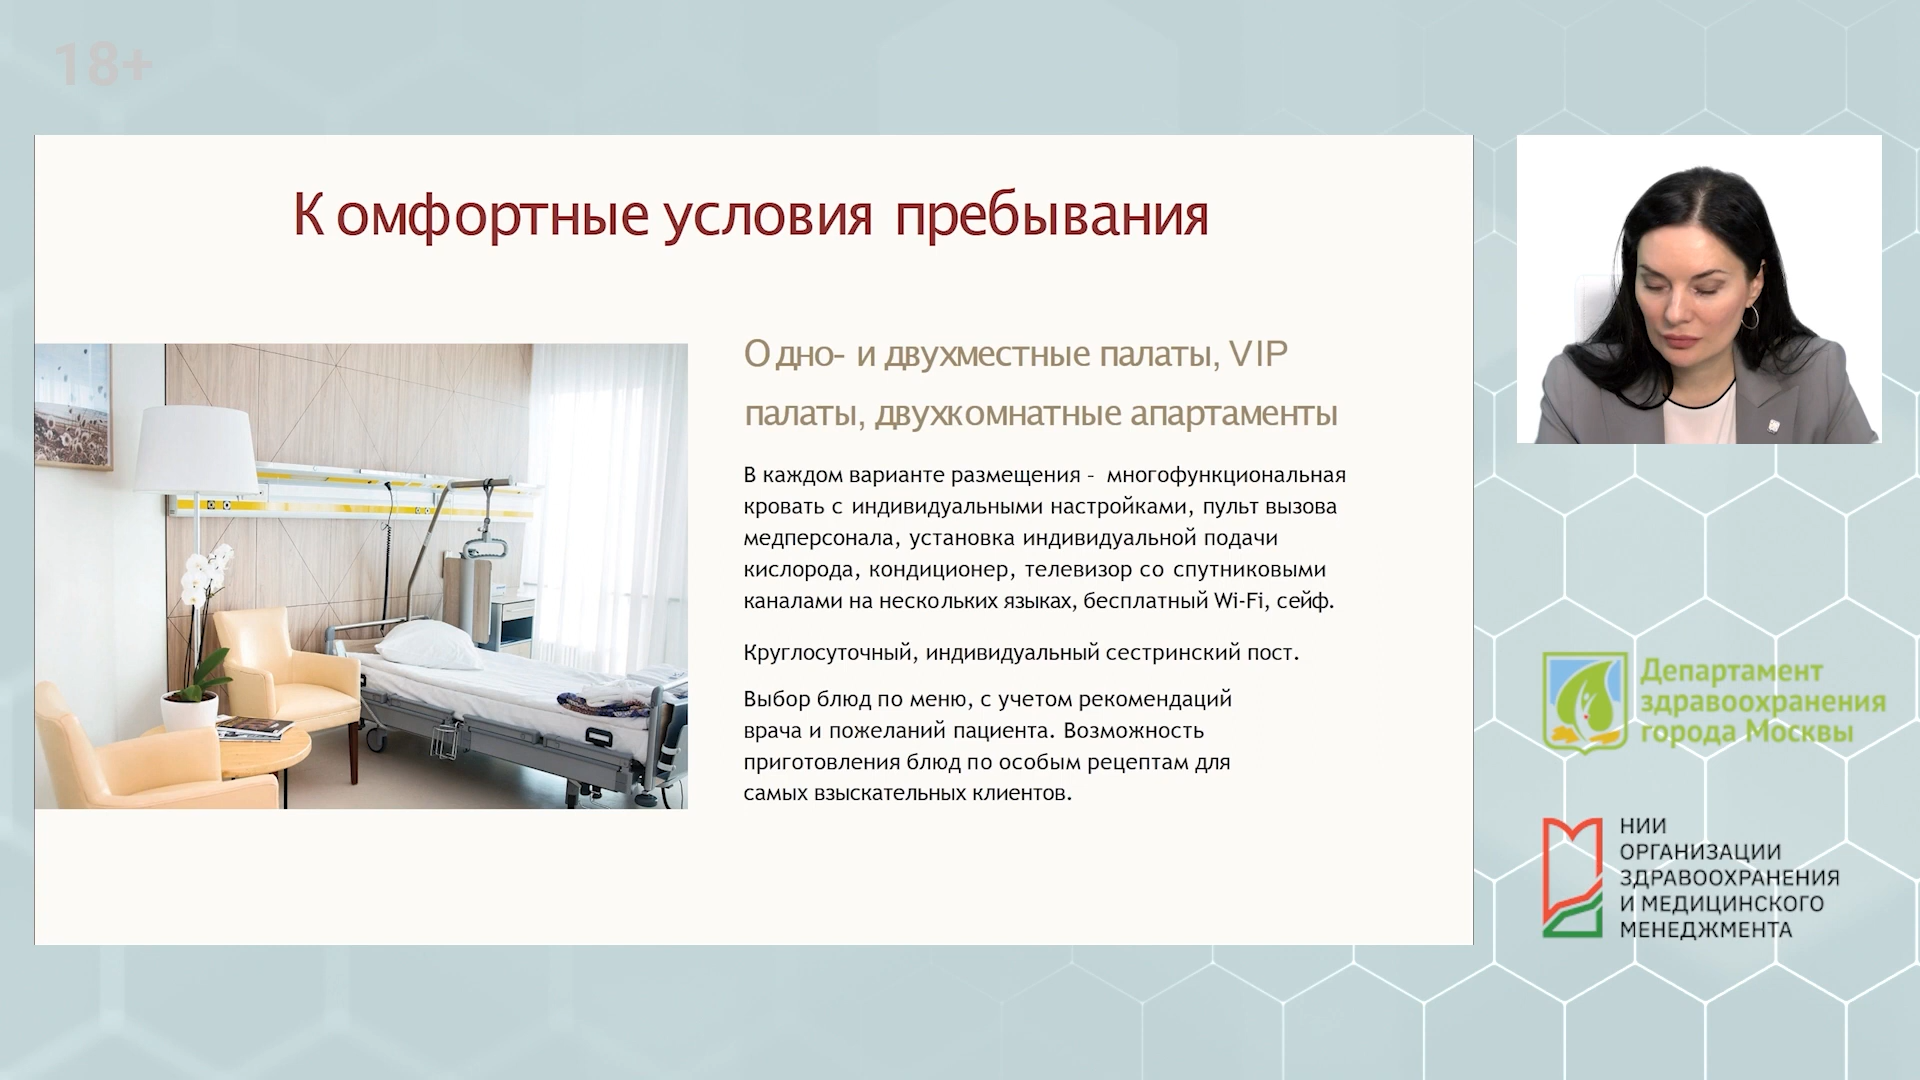 18+
Комфортные условия пребывания
Одно- и двухместные палаты, VIP
палаты, двухкомнатные апартаменты
В каждом варианте размещения - многофункциональная
кровать с индивидуальными настройками, пульт вызова
медперсонала, установка индивидуальной подачи
кислорода, кондиционер, телевизор со спутниковыми
каналами на нескольких языках, бесплатный Wi-Fi, сейф.
Круглосуточный, индивидуальный сестринский пост.
Выбор блюд по меню, с учетом рекомендаций
врача и пожеланий пациента. Возможность
приготовления блюд по особым рецептам для
самых взыскательных клиентов.
Департамент
здравоохранения
города Москвы
НИИ
ОРГАНИЗАЦИИ
ЗДРАВООХРАНЕНИЯ
И МЕДИЦИНСКОГО
МЕНЕДЖМЕНТА